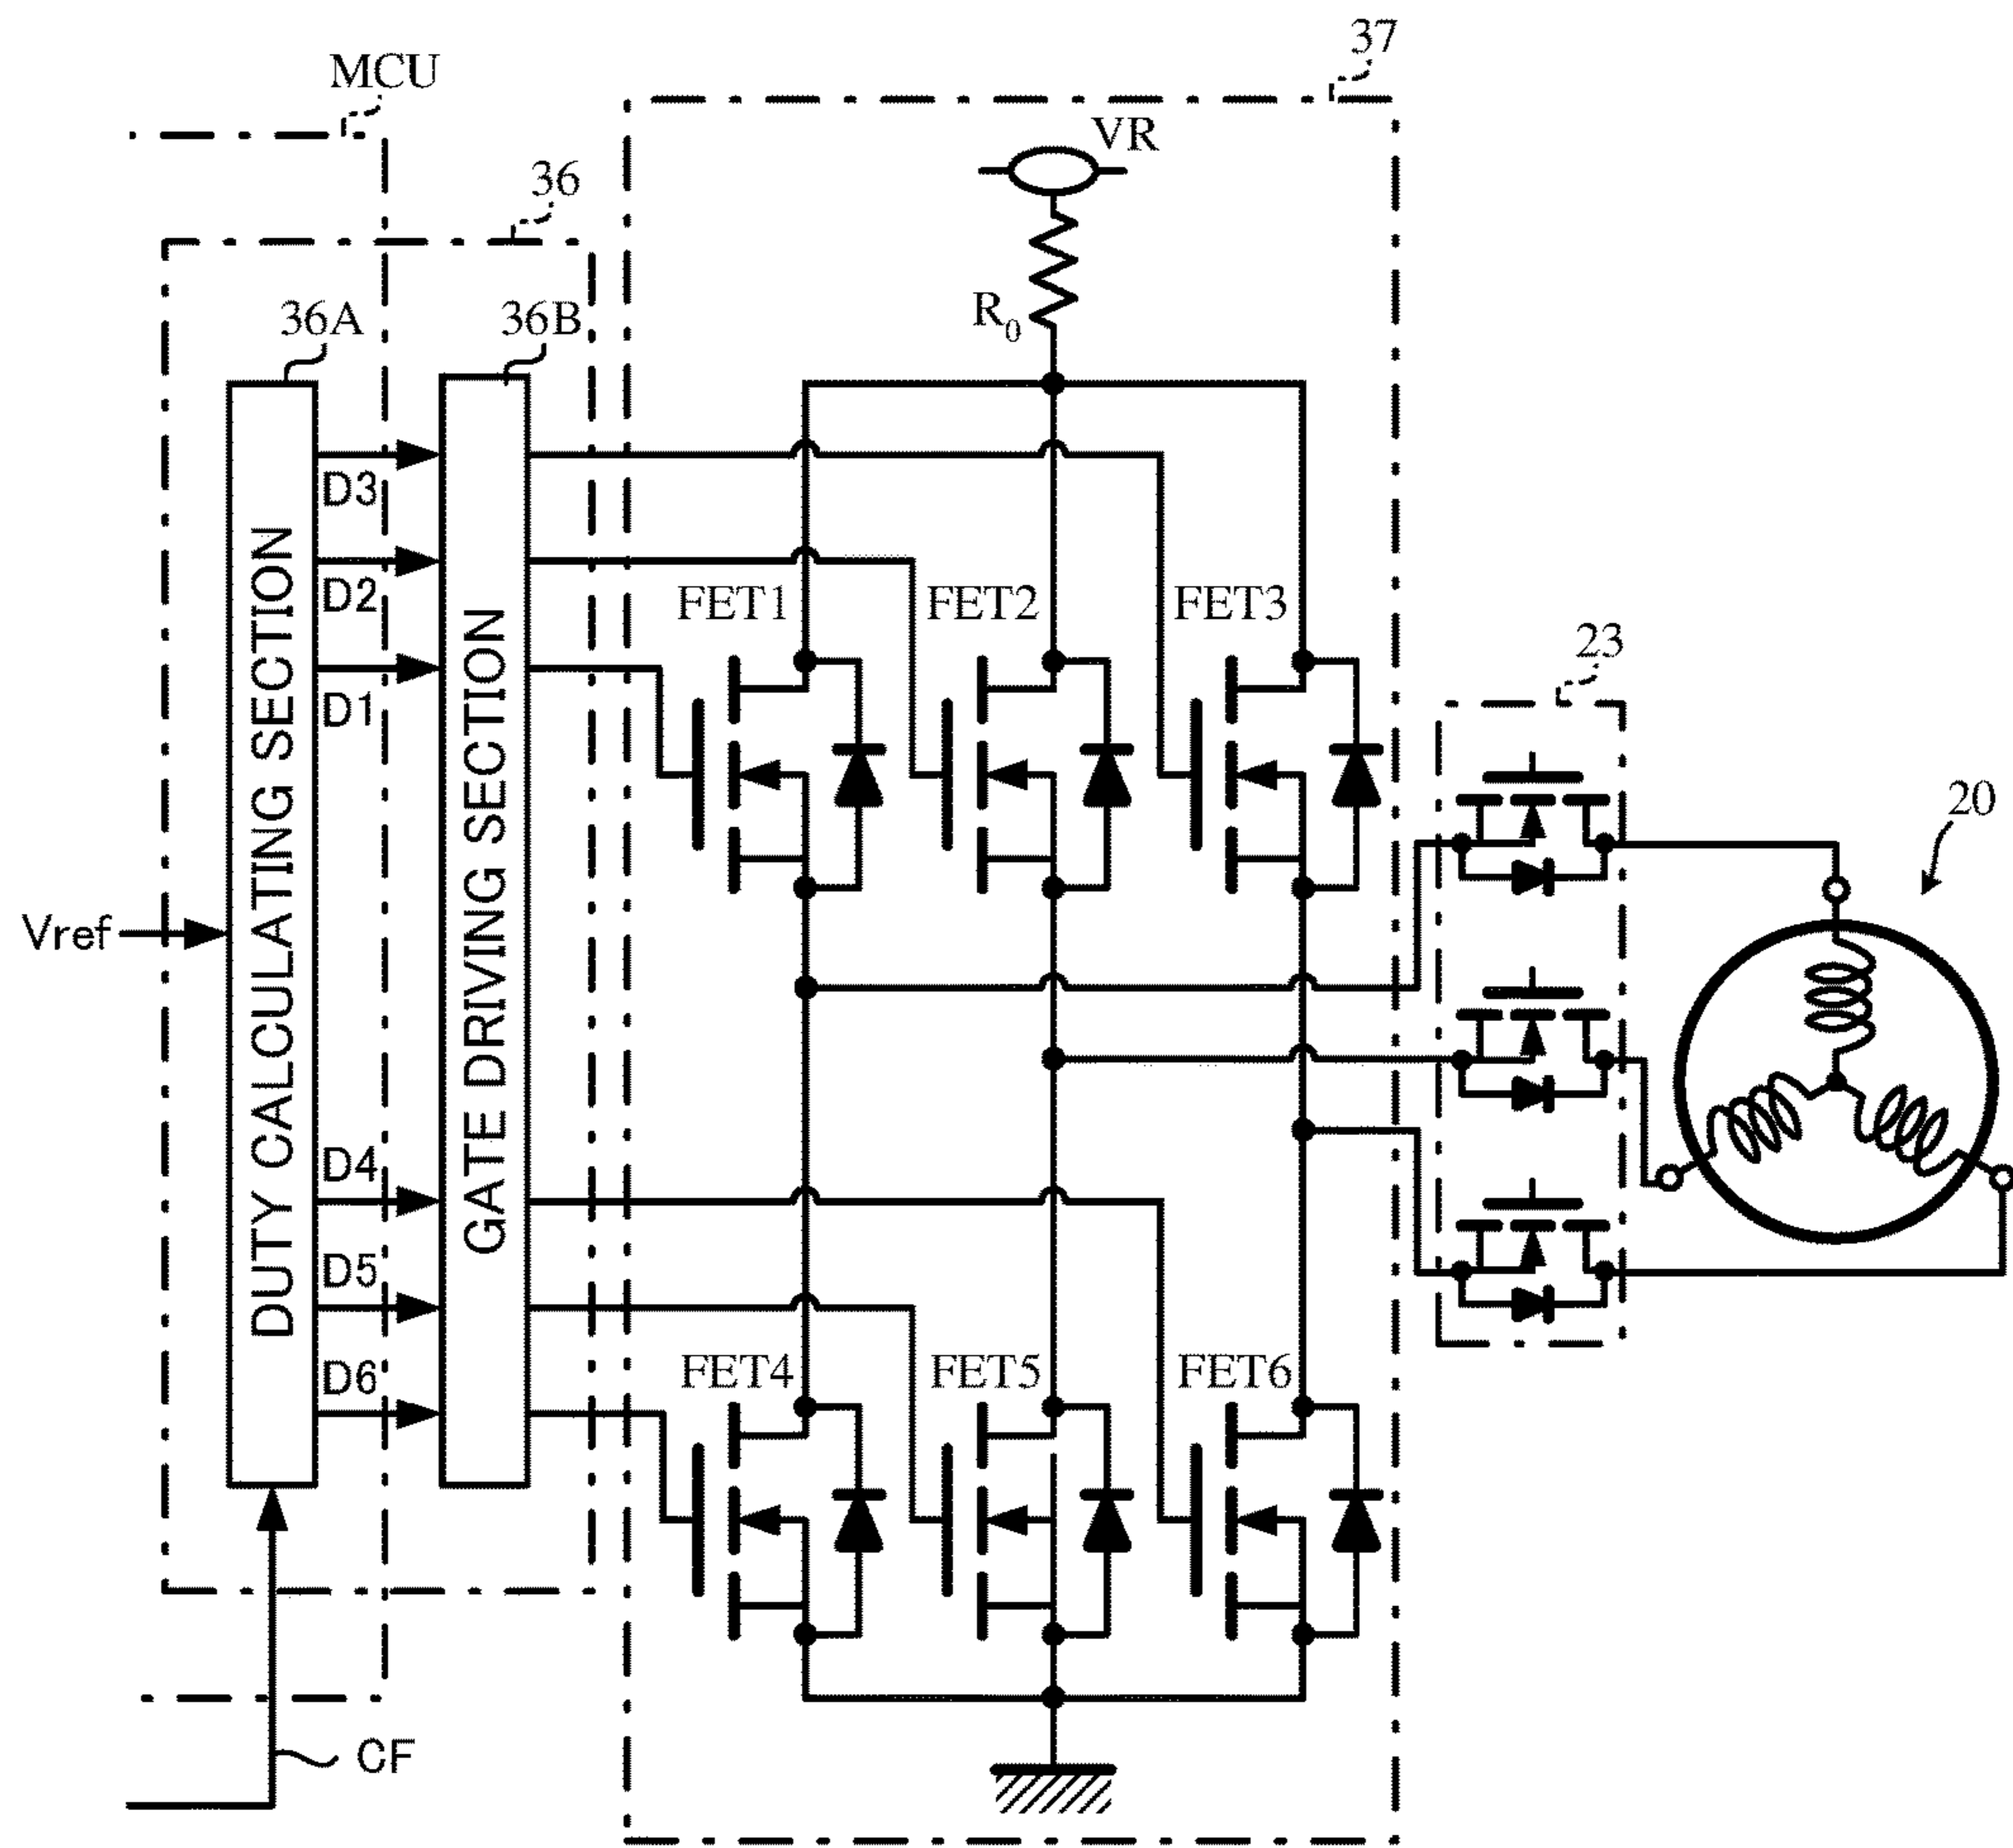 37
MCU
VR
36
R0
36A
36B
D3
D2
D1
FET1
FET2
FET3
23
20
DUTY CALCULATING SECTION
GATE DRIVING SECTION
Vref
D4
D5
D6
FET4
FET5
FET6
CF